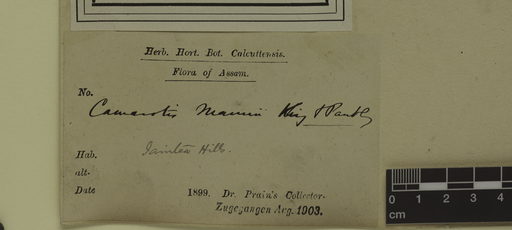 Herb. Hort. Bot. Calcuttensis.
Flora of Assam.
No.
Camarotis Mannii King & Pantl
Hab. Jaintea Hills.
alt.
Date 1899. Dr. Prain's Collector.
Zugegangen Arg. 1903.
0 1 2 3 4
cm